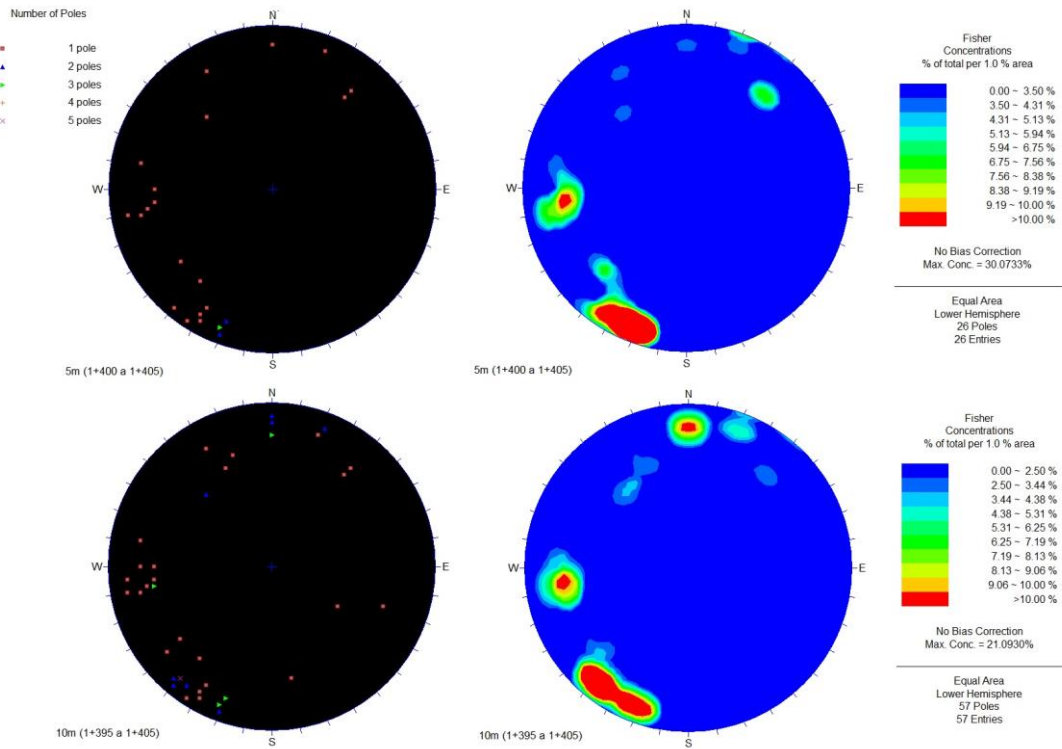 Number of Poles
1 pole
2 poles
3 poles
4 poles
5 poles
N
W
E
S
5m (1+400 a 1+405)
N
W
E
S
5m (1+400 a 1+405)
Fisher
Concentrations
% of total per 1.0 % area
0.00 ~ 3.50 %
3.50 ~ 4.31 %
4.31 ~ 5.13 %
5.13 ~ 5.94 %
5.94 ~ 6.75 %
6.75 ~ 7.56 %
7.56 ~ 8.38 %
8.38 ~ 9.19 %
9.19 ~ 10.00 %
>10.00 %
No Bias Correction
Max. Conc. = 30.0733%
Equal Area
Lower Hemisphere
26 Poles
26 Entries
N
W
E
S
10m (1+395 a 1+405)
N
W
E
S
10m (1+395 a 1+405)
Fisher
Concentrations
% of total per 1.0 % area
0.00 ~ 2.50 %
2.50 ~ 3.44 %
3.44 ~ 4.38 %
4.38 ~ 5.31 %
5.31 ~ 6.25 %
6.25 ~ 7.19 %
7.19 ~ 8.13 %
8.13 ~ 9.06 %
9.06 ~ 10.00 %
>10.00 %
No Bias Correction
Max. Conc. = 21.0930%
Equal Area
Lower Hemisphere
57 Poles
57 Entries